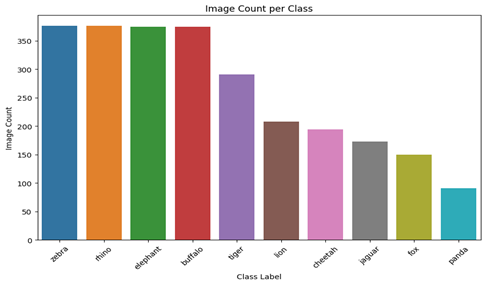 Image Count per Class
350
300
250
200
150
100
50
0
Image Count
zebra
rhino
elephant
buffalo
tiger
lion
cheetah
jaguar
fox
panda
Class Label